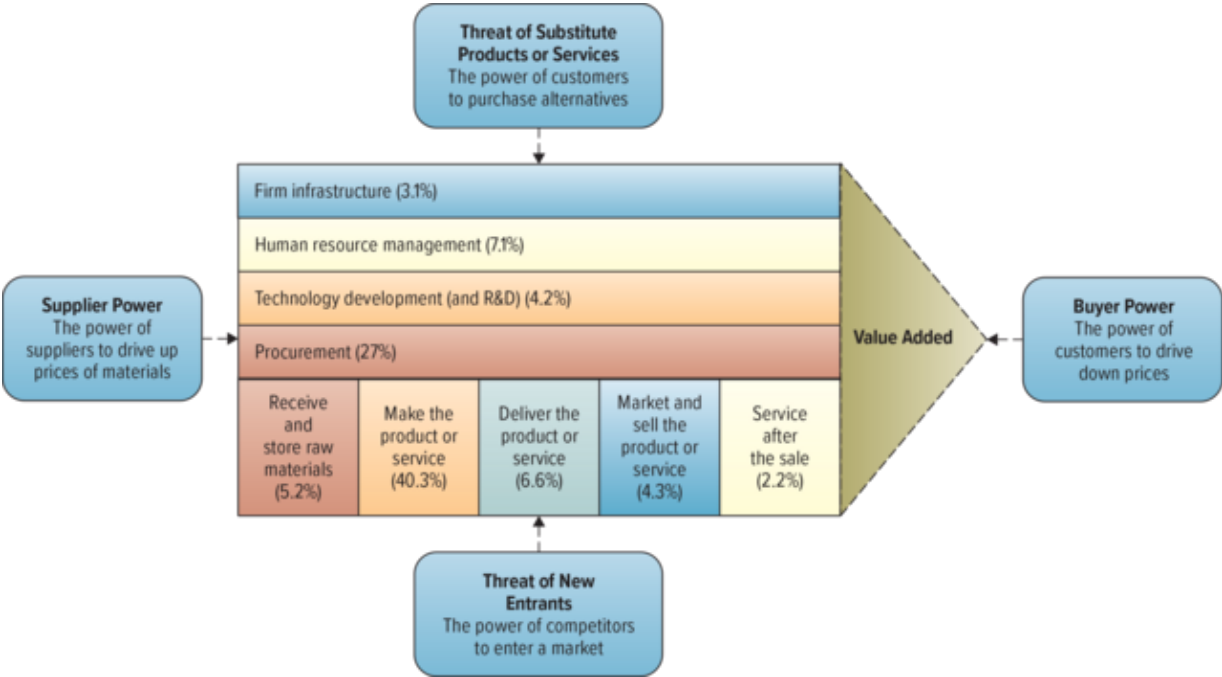 Threat of Substitute
Products or Services
The power of customers
to purchase alternatives
Firm infrastructure (3.1%)
Human resource management (7.1%)
Technology development (and R&D) (4.2%)
Procurement (27%)
Supplier Power
The power of
suppliers to drive up
prices of materials
Value Added
Buyer Power
The power of
customers to drive
down prices
Receive
and
store raw
materials
(5.2%)
Make the
product or
service
(40.3%)
Deliver the
product or
service
(6.6%)
Market and
sell the
product or
service
(4.3%)
Service
after
the sale
(2.2%)
Threat of New
Entrants
The power of competitors
to enter a market